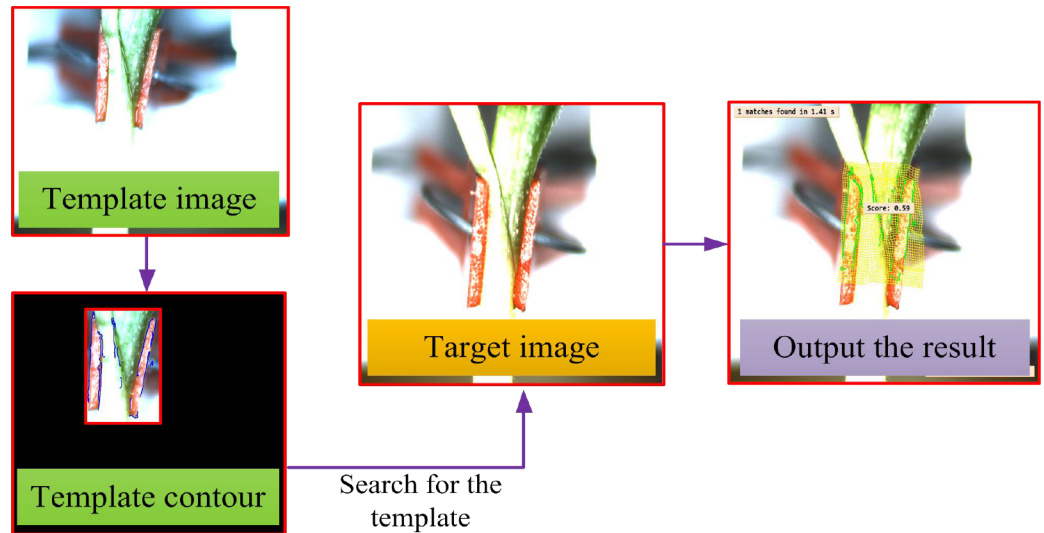 Template image
Template contour
Search for the
template
Target image
1 matches found in 1.41 s
Score: 0.59
Output the result